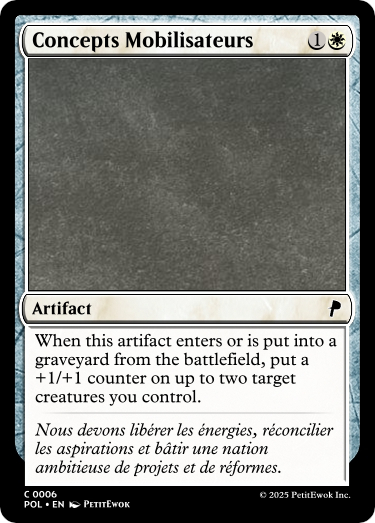 Concepts Mobilisateurs 1
Artifact
When this artifact enters or is put into a
graveyard from the battlefield, put a
+1/+1 counter on up to two target
creatures you control.
Nous devons libérer les énergies, réconcilier
les aspirations et bâtir une nation
ambitieuse de projets et de réformes.
C 0006
POL • EN PetitEwok
© 2025 PetitEwok Inc.